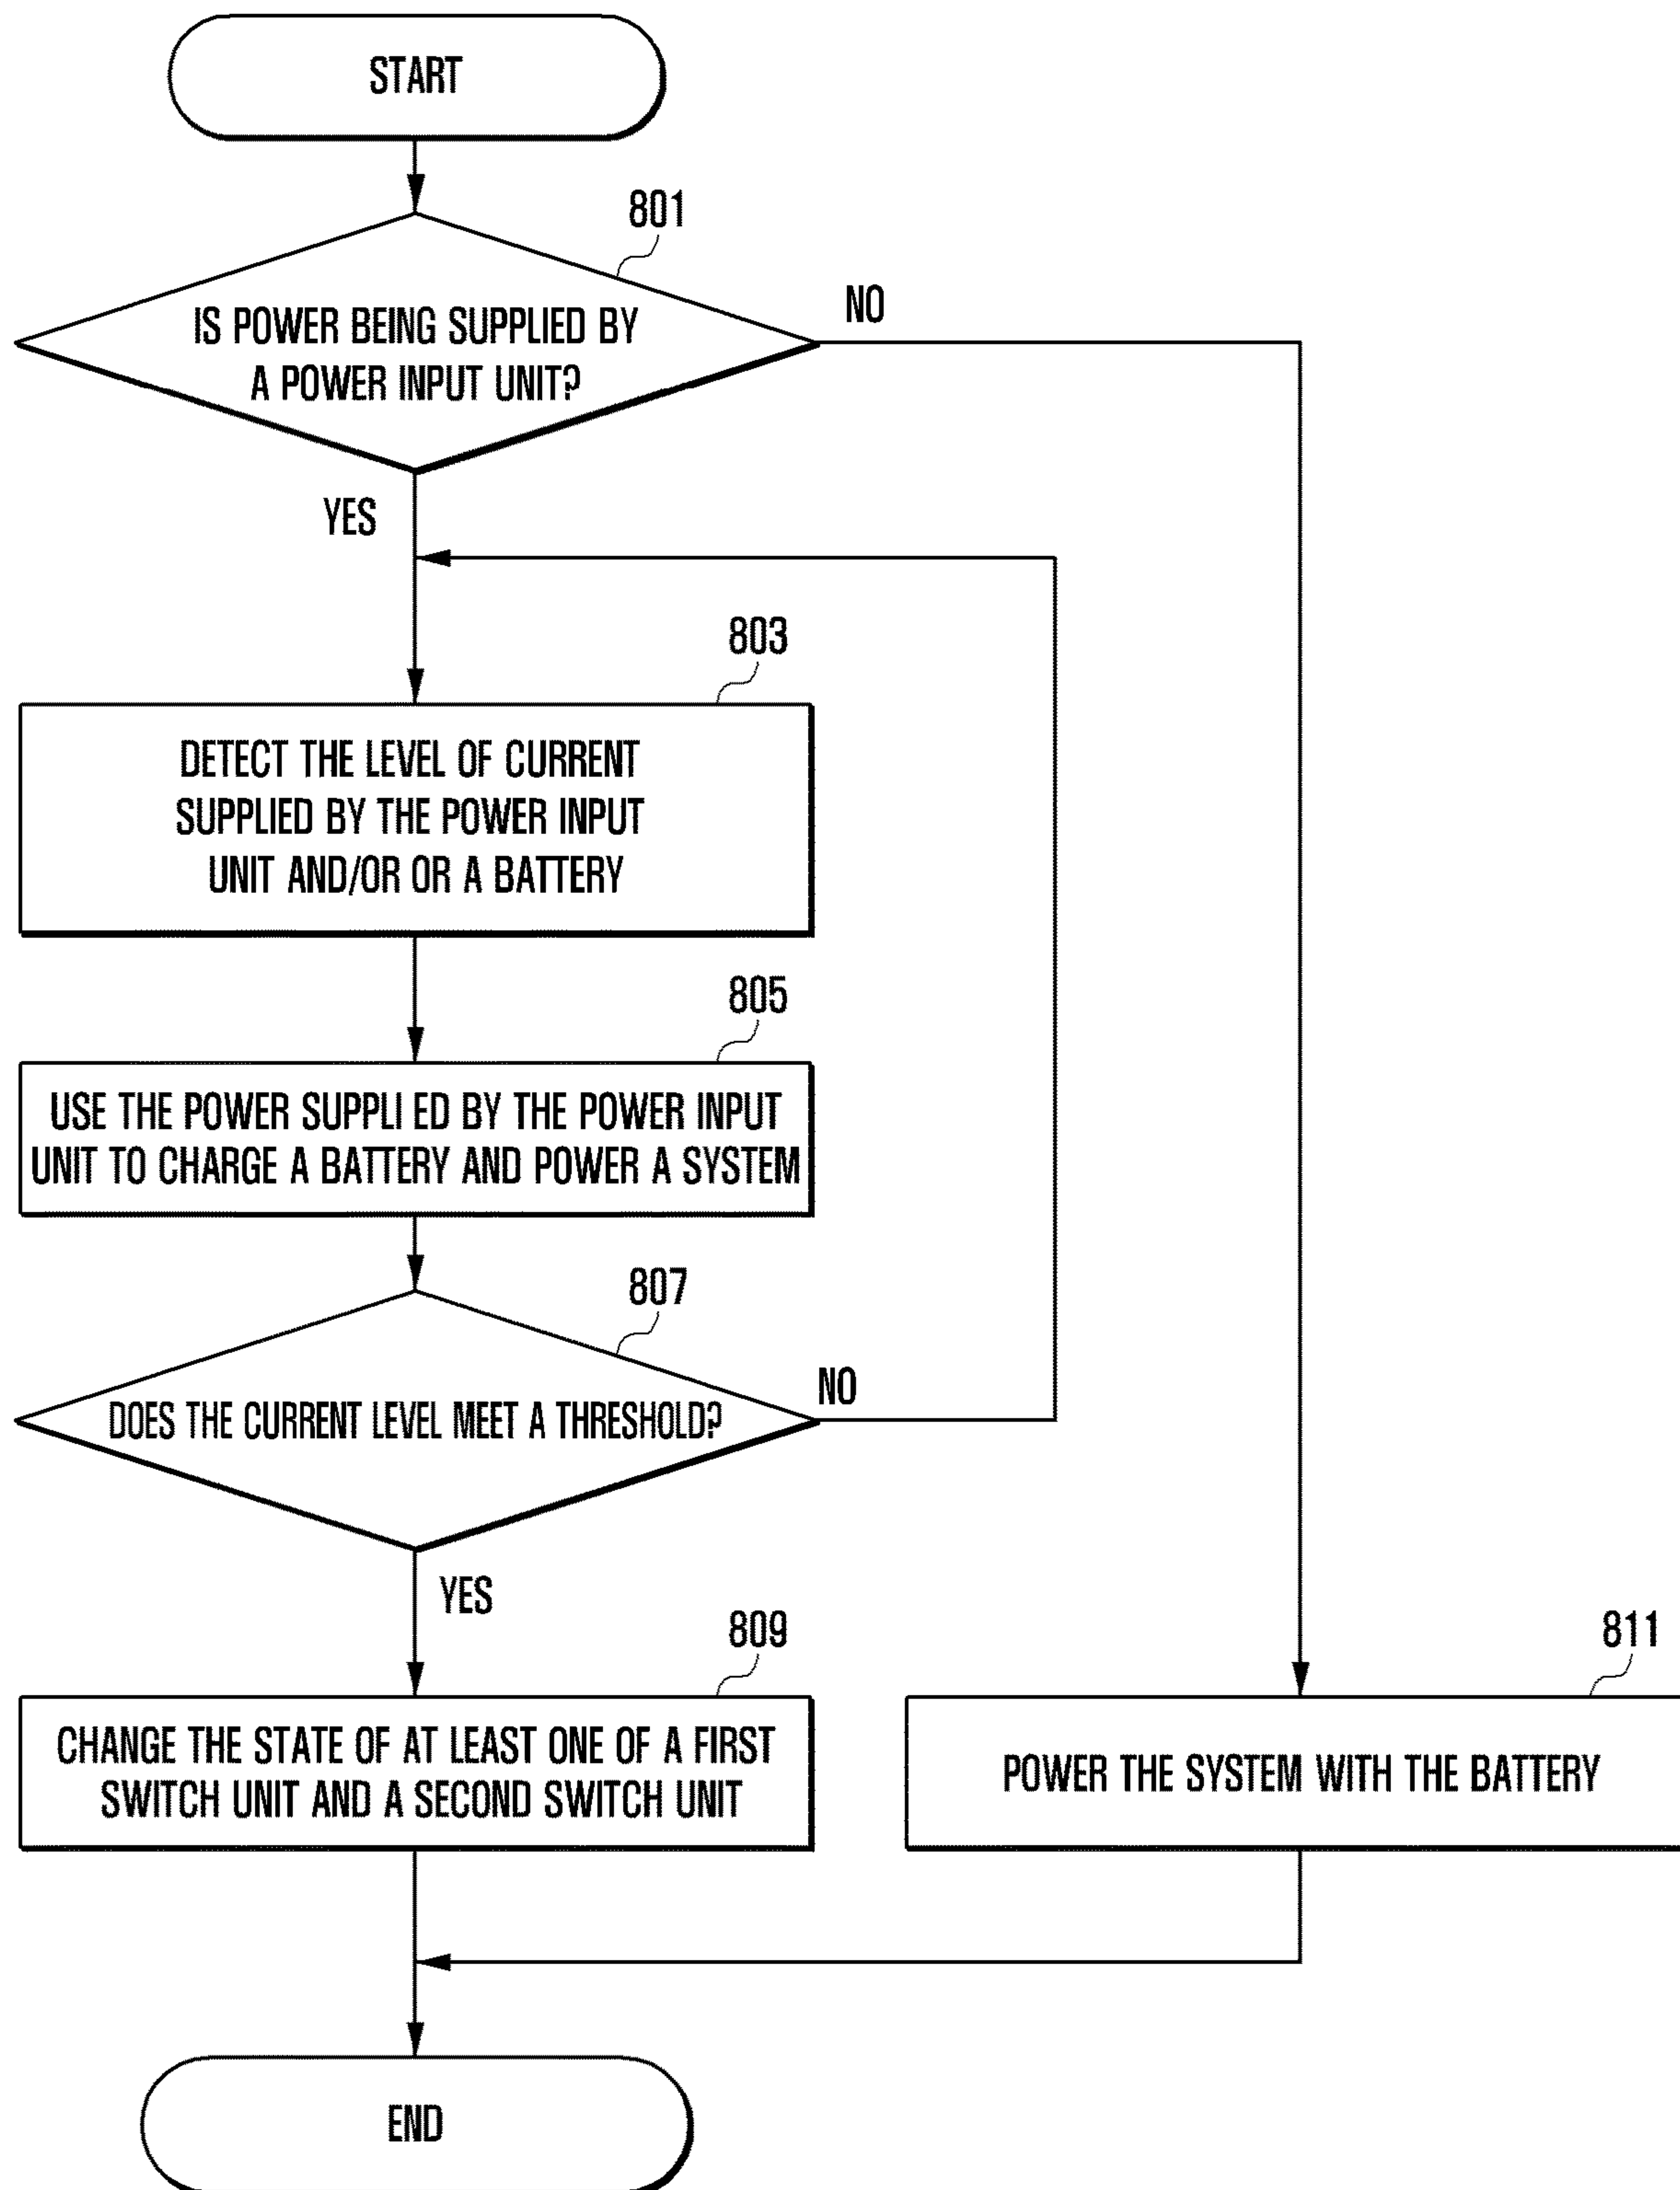 START
801
IS POWER BEING SUPPLIED BY
A POWER INPUT UNIT?
NO
YES
803
DETECT THE LEVEL OF CURRENT
SUPPLIED BY THE POWER INPUT
UNIT AND/OR OR A BATTERY
805
USE THE POWER SUPPLI ED BY THE POWER INPUT
UNIT TO CHARGE A BATTERY AND POWER A SYSTEM
807
DOES THE CURRENT LEVEL MEET A THRESHOLD?
NO
YES
809
CHANGE THE STATE OF AT LEAST ONE OF A FIRST
SWITCH UNIT AND A SECOND SWITCH UNIT
811
POWER THE SYSTEM WITH THE BATTERY
END